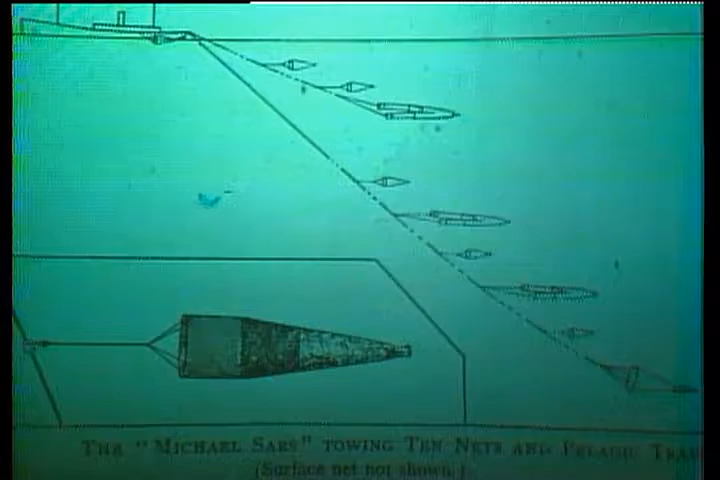 THE "MICHAEL SARS" TOWING TEN NETS AND PELAGIC
(Surface net not shown.)